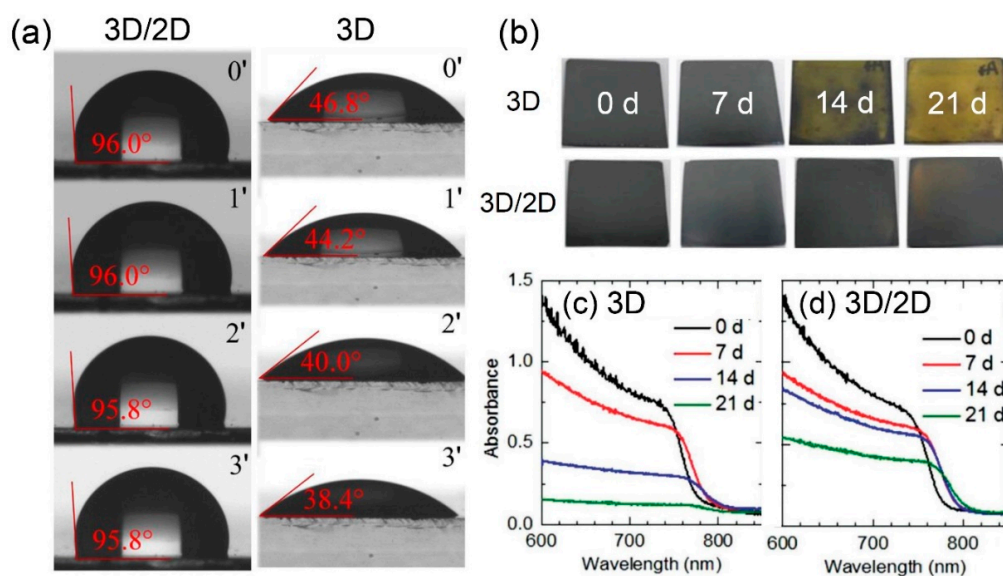 (a)
3D/2D
3D
0'
96.0°
0'
46.8°
1'
96.0°
1'
44.2°
2'
95.8°
2'
40.0°
3'
95.8°
3'
38.4°
(b)
3D
0 d
7 d
14 d
21 d
3D/2D
(c) 3D
0 d
7 d
14 d
21 d
Absorbance
1.5
1.0
0.5
0.0
600
700
800
Wavelength (nm)
(d) 3D/2D
0 d
7 d
14 d
21 d
600
700
800
Wavelength (nm)